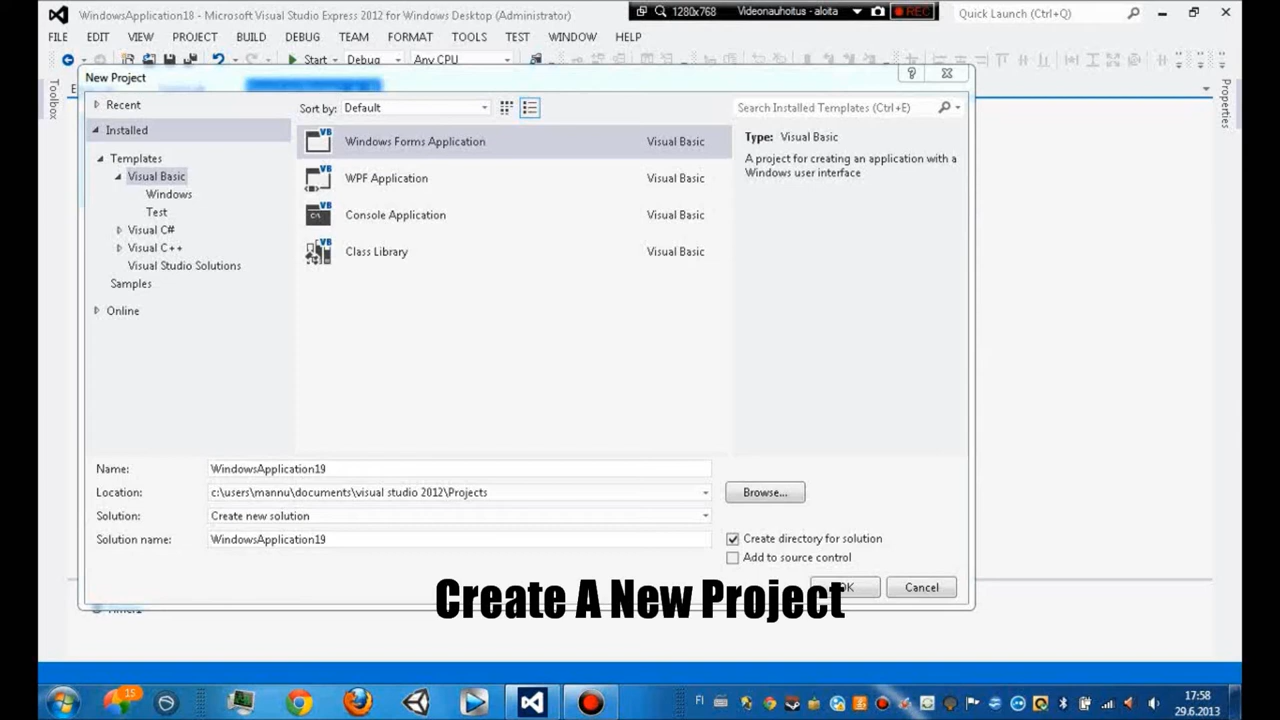 WindowsApplication18 - Microsoft Visual Studio Express 2012 for Windows Desktop (Administrator)
1280x768 Videonauhoitus - aloita REC
Quick Launch (Ctrl+Q)
FILE EDIT VIEW PROJECT BUILD DEBUG TEAM FORMAT TOOLS TEST WINDOW HELP
Start Debug Any CPU
Toolbox
Properties
New Project
Recent
Installed
Templates
Visual Basic
Windows
Test
Visual C#
Visual C++
Visual Studio Solutions
Samples
Online
Sort by: Default
Windows Forms Application Visual Basic
WPF Application Visual Basic
Console Application Visual Basic
Class Library Visual Basic
Search Installed Templates (Ctrl+E)
Type: Visual Basic
A project for creating an application with a
Windows user interface
Name: WindowsApplication19
Location: c:\users\mannu\documents\visual studio 2012\Projects
Browse...
Solution: Create new solution
Solution name: WindowsApplication19
Create directory for solution
Add to source control
OK Cancel
Create A New Project
15
FI
17:58
29.6.2013